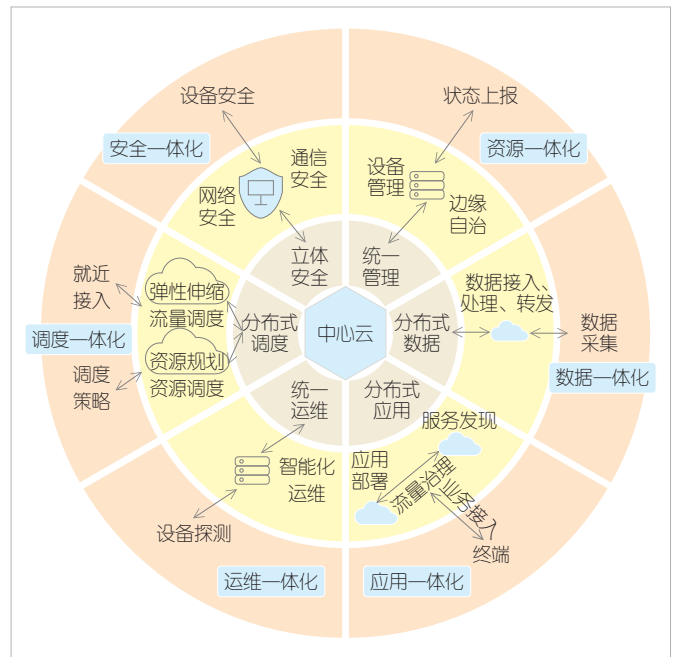 设备安全
状态上报
安全一体化
资源一体化
通信
安全
网络
安全
设备
管理
边缘
自治
立体
安全
统一
管理
就近
接入
弹性伸缩
流量调度
数据接入、
处理、转发
分布式
调度
中心云
分布式
数据
数据
采集
调度一体化
资源规划
资源调度
调度
策略
数据一体化
统一
运维
分布式
应用
服务发现
智能化
运维
应用
部署
流量治理
业务接入
设备探测
终端
运维一体化
应用一体化